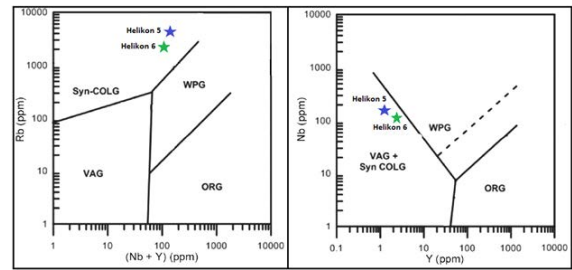 10000
1000
100
10
1
Rb (ppm)
Helikon 5
Helikon 6
Syn-COLG
WPG
VAG
ORG
1
10
100
1000
10000
(Nb + Y) (ppm)
10000
1000
100
10
1
Nb (ppm)
Helikon 5
Helikon 6
WPG
VAG +
Syn COLG
ORG
0.1
1
10
100
1000
10000
Y (ppm)